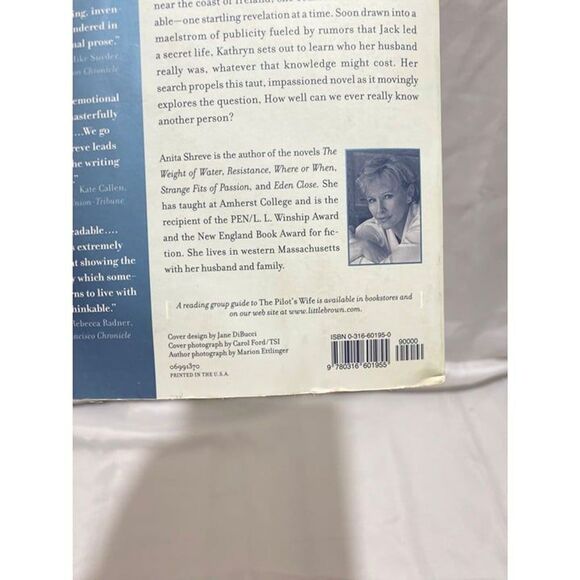 near the coast of Ireland, she
able—one startling revelation at a time. Soon drawn into a
maelstrom of publicity fueled by rumors that Jack led
a secret life, Kathryn sets out to learn who her husband
really was, whatever that knowledge might cost. Her
search propels this taut, impassioned novel as it movingly
explores the question, How well can we ever really know
another person?
Anita Shreve is the author of the novels The
Weight of Water, Resistance, Where or When,
Strange Fits of Passion, and Eden Close. She
has taught at Amherst College and is the
recipient of the PEN/L. L. Winship Award
and the New England Book Award for fic-
tion. She lives in western Massachusetts
with her husband and family.
A reading group guide to The Pilot's Wife is available in bookstores and
on our web site at www.littlebrown.com.
Cover design by Jane DiBucci
Cover photograph by Carol Ford/TSI
Author photograph by Marion Ettlinger
06991370
PRINTED IN THE U.S.A.
ISBN 0-316-60195-0
90000
9 780316 601955
ing, inven-
ndered in
nal prose."
Mike Snyder,
on Chronicle
emotional
asterfully
...We go
reve leads
he writing
"
Kate Callen,
Union-Tribune
adable....
s extremely
t showing the
y which some-
rns to live with
hinkable."
Rebecca Radner,
ncisco Chronicle